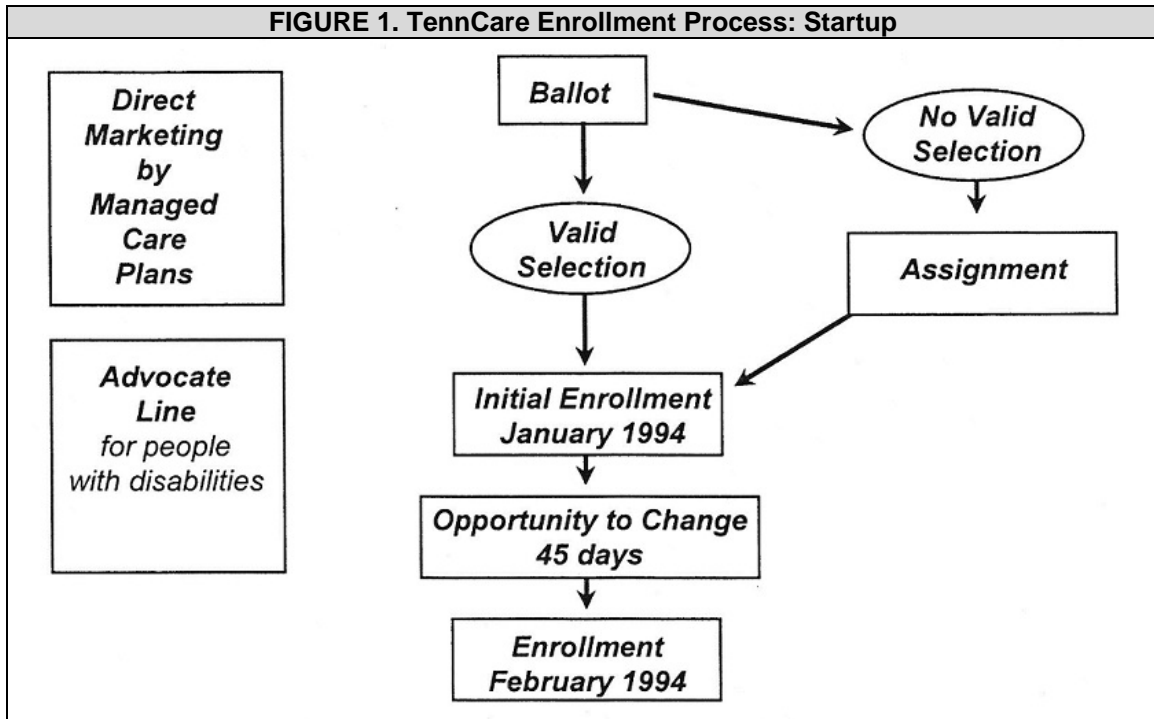 FIGURE 1. TennCare Enrollment Process: Startup
Direct
Marketing
by
Managed
Care
Plans
Advocate
Line
for people
with disabilities
Ballot
No Valid
Selection
Valid
Selection
Assignment
Initial Enrollment
January 1994
Opportunity to Change
45 days
Enrollment
February 1994